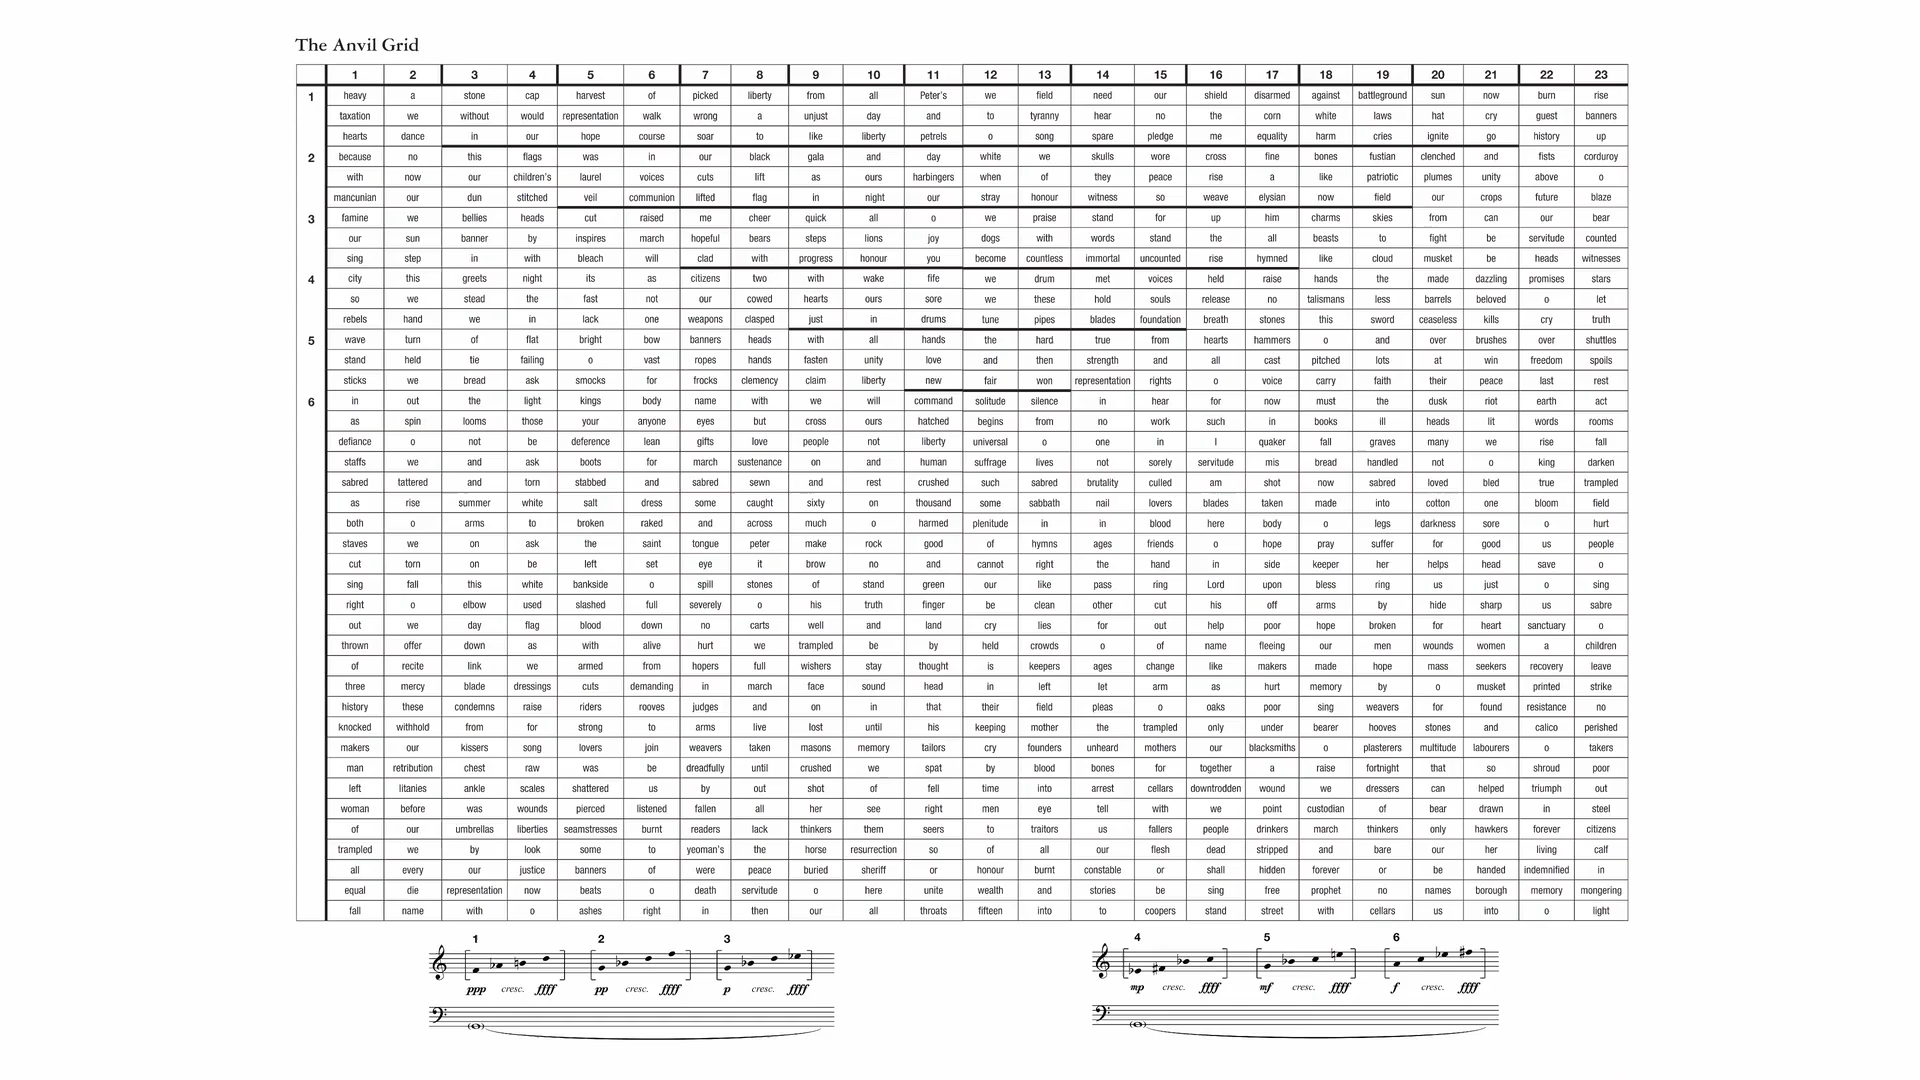 The Anvil Grid
1 2 3 4 5 6 7 8 9 10 11 12 13 14 15 16 17 18 19 20 21 22 23
1 heavy a stone cap harvest of picked liberty from all Peter's we field need our shield disarmed against battleground sun now burn rise
taxation we without would representation walk wrong a unjust day and to tyranny hear no the corn white laws hat cry guest banners
hearts dance in our hope course soar to like liberty petrels o song spare pledge me equality harm cries ignite go history up
2 because no this flags was in our black gala and day white we skulls wore cross fine bones fustian clenched and fists corduroy
with now our children's laurel voices cuts lift as ours harbingers when of they peace rise a like patriotic plumes unity above o
mancunian our dun stitched veil communion lifted flag in night our stray honour witness so weave elysian now field our crops future blaze
3 famine we bellies heads cut raised me cheer quick all o we praise stand for up him charms skies from can our bear
our sun banner by inspires march hopeful bears steps lions joy dogs with words stand the all beasts to fight be servitude counted
sing step in with bleach will clad with progress honour you become countless immortal uncounted rise hymned like cloud musket be heads witnesses
4 city this greets night its as citizens two with wake fife we drum met voices held raise hands the made dazzling promises stars
so we stead the fast not our cowed hearts ours sore we these hold souls release no talismans less barrels beloved o let
rebels hand we in lack one weapons clasped just in drums tune pipes blades foundation breath stones this sword ceaseless kills cry truth
5 wave turn of flat bright bow banners heads with all hands the hard true from hearts hammers o and over brushes over shuttles
stand held tie failing o vast ropes hands fasten unity love and then strength and all cast pitched lots at win freedom spoils
sticks we bread ask smocks for frocks clemency claim liberty new fair won representation rights o voice carry faith their peace last rest
6 in out the light kings body name with we will command solitude silence in hear for now must the dusk riot earth act
as spin looms those your anyone eyes but cross ours hatched begins from no work such in books ill heads lit words rooms
defiance o not be deference lean gifts love people not liberty universal o one in I quaker fall graves many we rise fall
staffs we and ask boots for march sustenance on and human suffrage lives not sorely servitude mis bread handled not o king darken
sabred tattered and torn stabbed and sabred sewn and rest crushed such sabred brutality culled am shot now sabred loved bled true trampled
as rise summer white salt dress some caught sixty on thousand some sabbath nail lovers blades taken made into cotton one bloom field
both o arms to broken raked and across much o harmed plenitude in in blood here body o legs darkness sore o hurt
staves we on ask the saint tongue peter make rock good of hymns ages friends o hope pray suffer for good us people
cut torn on be left set eye it brow no and cannot right the hand in side keeper her helps head save o
sing fall this white bankside o spill stones of stand green our like pass ring Lord upon bless ring us just o sing
right o elbow used slashed full severely o his truth finger be clean other cut his off arms by hide sharp us sabre
out we day flag blood down no carts well and land cry lies for out help poor hope broken for heart sanctuary o
thrown offer down as with alive hurt we trampled be by held crowds o of name fleeing our men wounds women a children
of recite link we armed from hopers full wishers stay thought is keepers ages change like makers made hope mass seekers recovery leave
three mercy blade dressings cuts demanding in march face sound head in left let arm as hurt memory by o musket printed strike
history these condemns raise riders rooves judges and on in that their field pleas o oaks poor sing weavers for found resistance no
knocked withhold from for strong to arms live lost until his keeping mother the trampled only under bearer hooves stones and calico perished
makers our kissers song lovers join weavers taken masons memory tailors cry founders unheard mothers our blacksmiths o plasterers multitude labourers o takers
man retribution chest raw was be dreadfully until crushed we spat by blood bones for together a raise fortnight that so shroud poor
left litanies ankle scales shattered us by out shot of fell time into arrest cellars downtrodden wound we dressers can helped triumph out
woman before was wounds pierced listened fallen all her see right men eye tell with we point custodian of bear drawn in steel
of our umbrellas liberties seamstresses burnt readers lack thinkers them seers to traitors us fallers people drinkers march thinkers only hawkers forever citizens
trampled we by look some to yeoman's the horse resurrection so of all our flesh dead stripped and bare our her living calf
all every our justice banners of were peace buried sheriff or honour burnt constable or shall hidden forever or be handed indemnified in
equal die representation now beats o death servitude o here unite wealth and stories be sing free prophet no names borough memory mongering
fall name with o ashes right in then our all throats fifteen into to coopers stand street with cellars us into o light
1 2 3 4 5 6
ppp cresc. ffff pp cresc. ffff p cresc. ffff mp cresc. ffff mf cresc. ffff f cresc. ffff